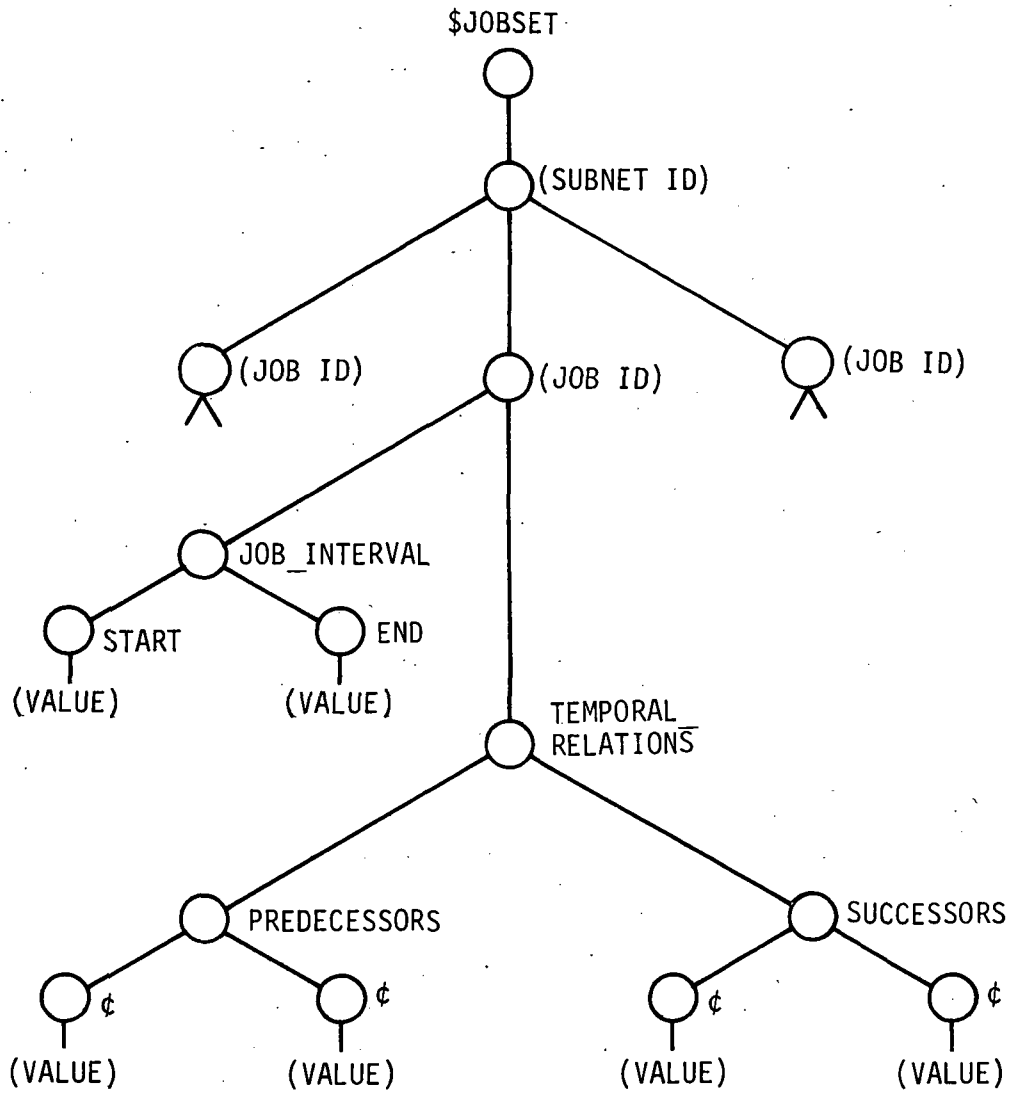 $JOBSET
(SUBNET ID)
(JOB ID)
(JOB ID)
(JOB ID)
JOB_INTERVAL
START
END
(VALUE)
(VALUE)
TEMPORAL_
RELATIONS
PREDECESSORS
SUCCESSORS
¢
¢
¢
¢
(VALUE)
(VALUE)
(VALUE)
(VALUE)